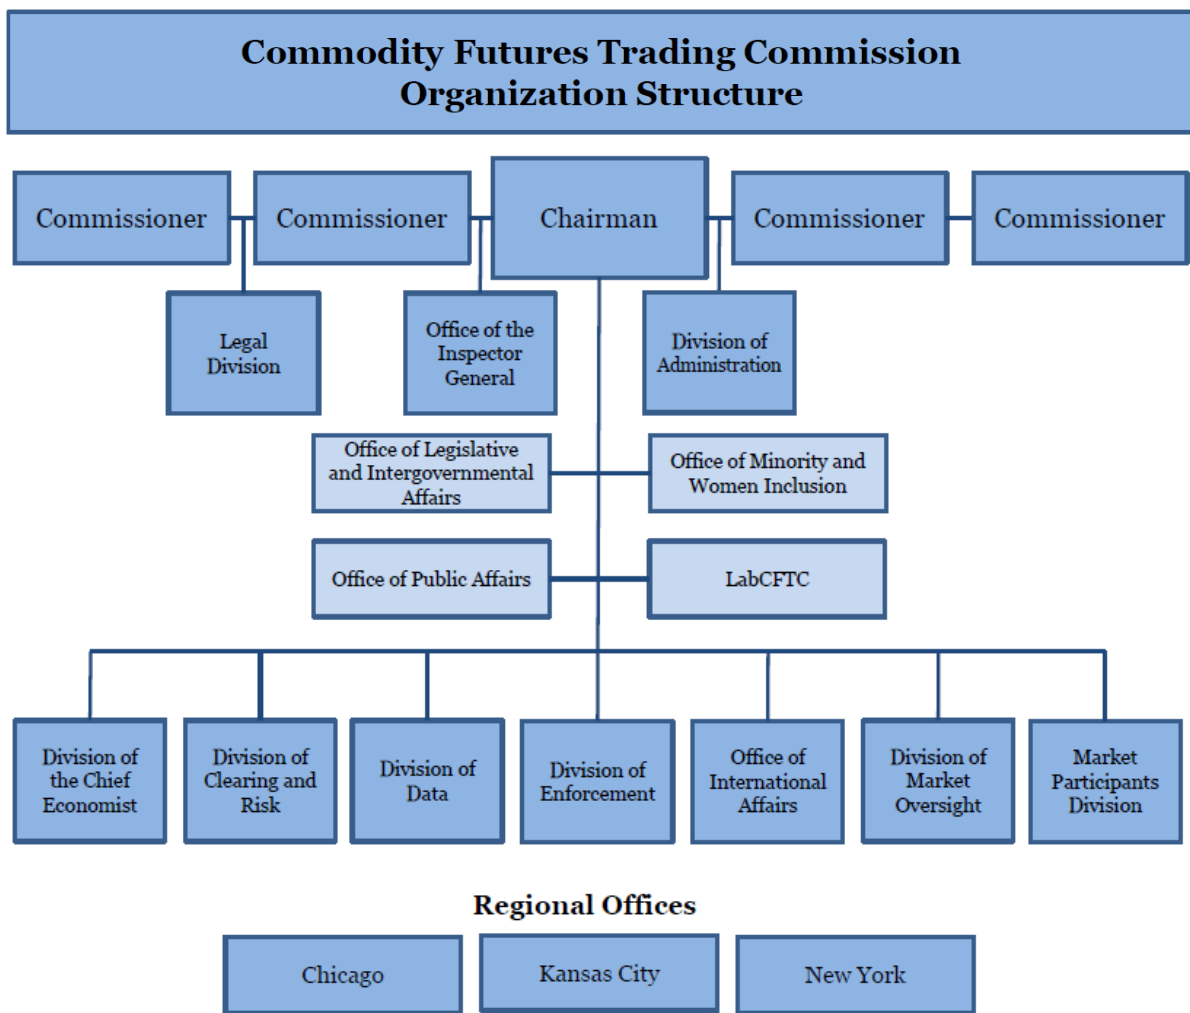 Commodity Futures Trading Commission
Organization Structure
Commissioner
Commissioner
Chairman
Commissioner
Commissioner
Legal
Division
Office of the
Inspector
General
Division of
Administration
Office of Legislative
and Intergovernmental
Affairs
Office of Minority and
Women Inclusion
Office of Public Affairs
LabCFTC
Division of
the Chief
Economist
Division of
Clearing and
Risk
Division of
Data
Division of
Enforcement
Office of
International
Affairs
Division of
Market
Oversight
Market
Participants
Division
Regional Offices
Chicago
Kansas City
New York